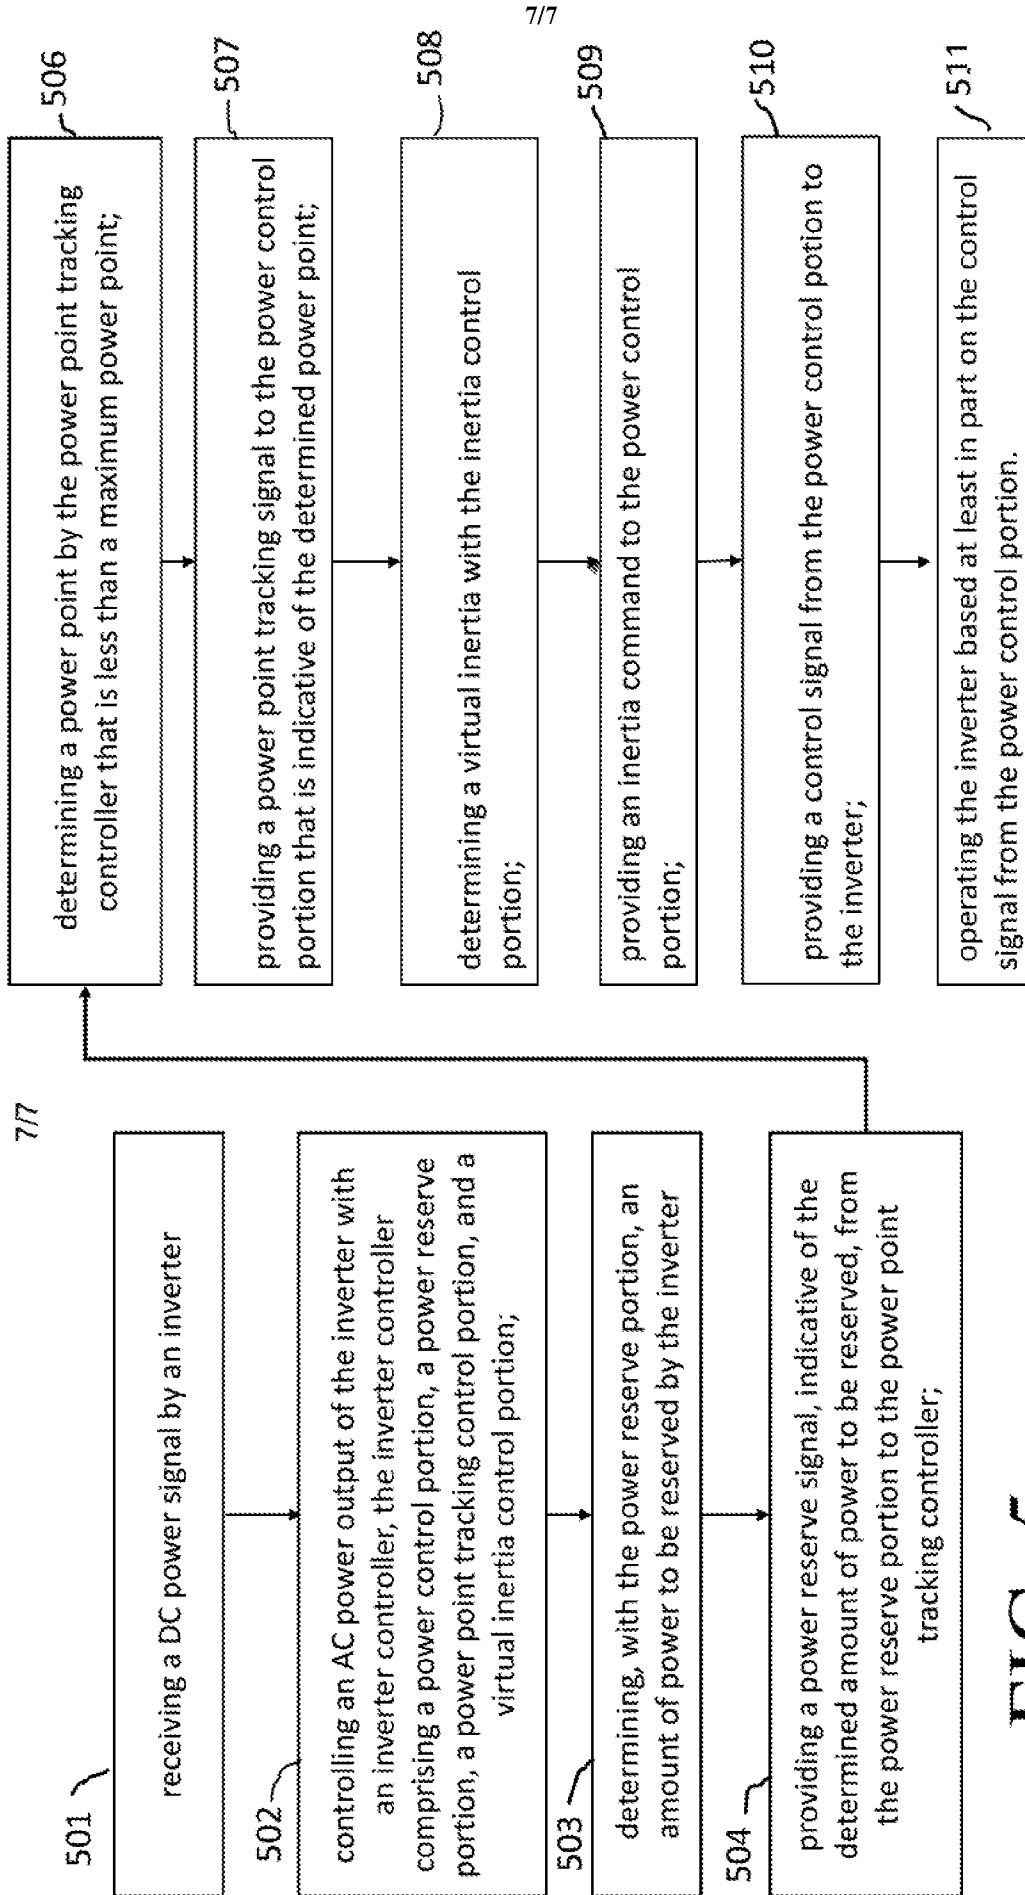 7/7
7/7
501
receiving a DC power signal by an inverter
502
controlling an AC power output of the inverter with
an inverter controller, the inverter controller
comprising a power control portion, a power reserve
portion, a power point tracking control portion, and a
virtual inertia control portion;
503
determining, with the power reserve portion, an
amount of power to be reserved by the inverter
504
providing a power reserve signal, indicative of the
determined amount of power to be reserved, from
the power reserve portion to the power point
tracking controller;
506
determining a power point by the power point tracking
controller that is less than a maximum power point;
507
providing a power point tracking signal to the power control
portion that is indicative of the determined power point;
508
determining a virtual inertia with the inertia control
portion;
509
providing an inertia command to the power control
portion;
510
providing a control signal from the power control potion to
the inverter;
511
operating the inverter based at least in part on the control
signal from the power control portion.